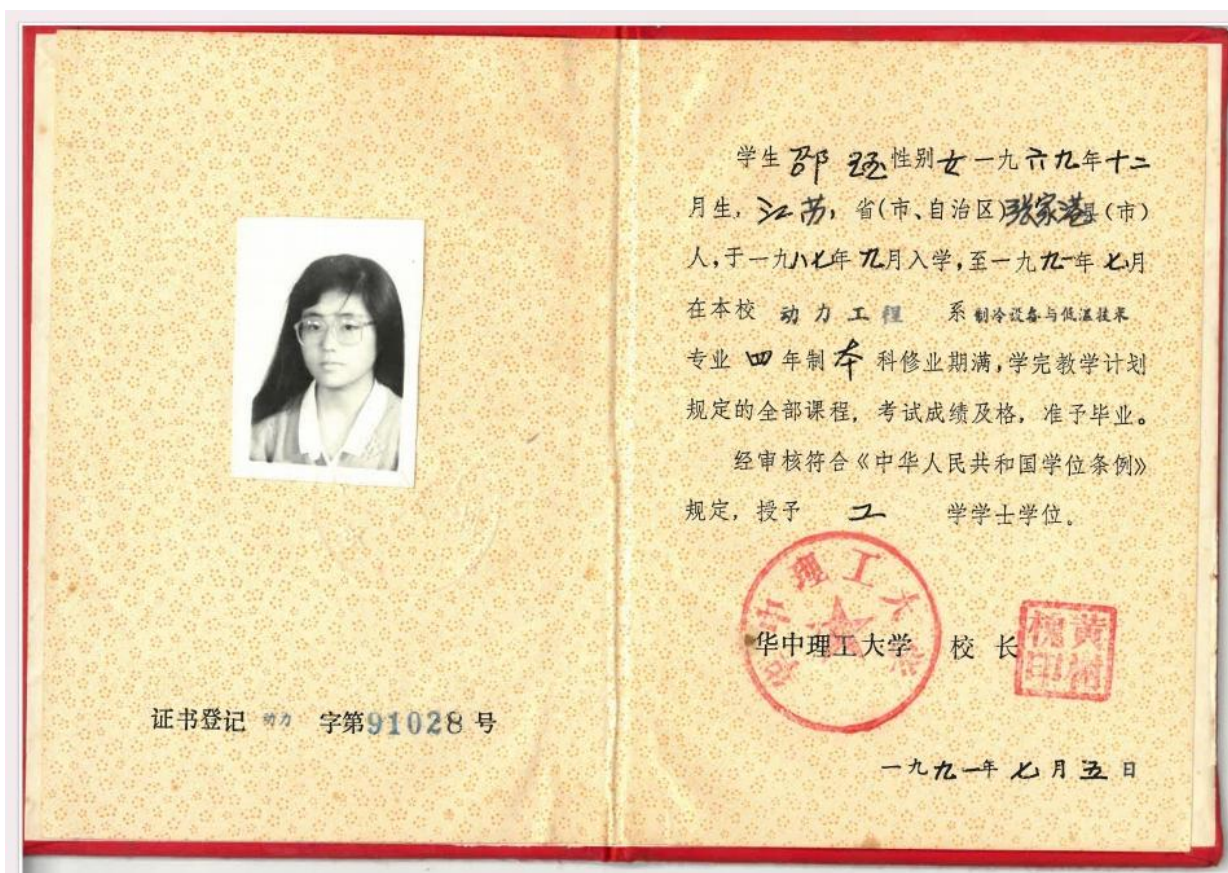 证书登记 动力 字第91028号
学生 邵 性别女一九六九年十二
月生，江苏，省(市、自治区)张家港县(市)
人，于一九八七年九月入学，至一九九一年七月
在本校 动力工程 系 制冷设备与低温技术
专业 四年制本科修业期满，学完教学计划
规定的全部课程，考试成绩及格，准予毕业。
经审核符合《中华人民共和国学位条例》
规定，授予 工 学学士学位。
华中理工大学
华中理工大学 校长
黄树槐印
一九九一年七月五日